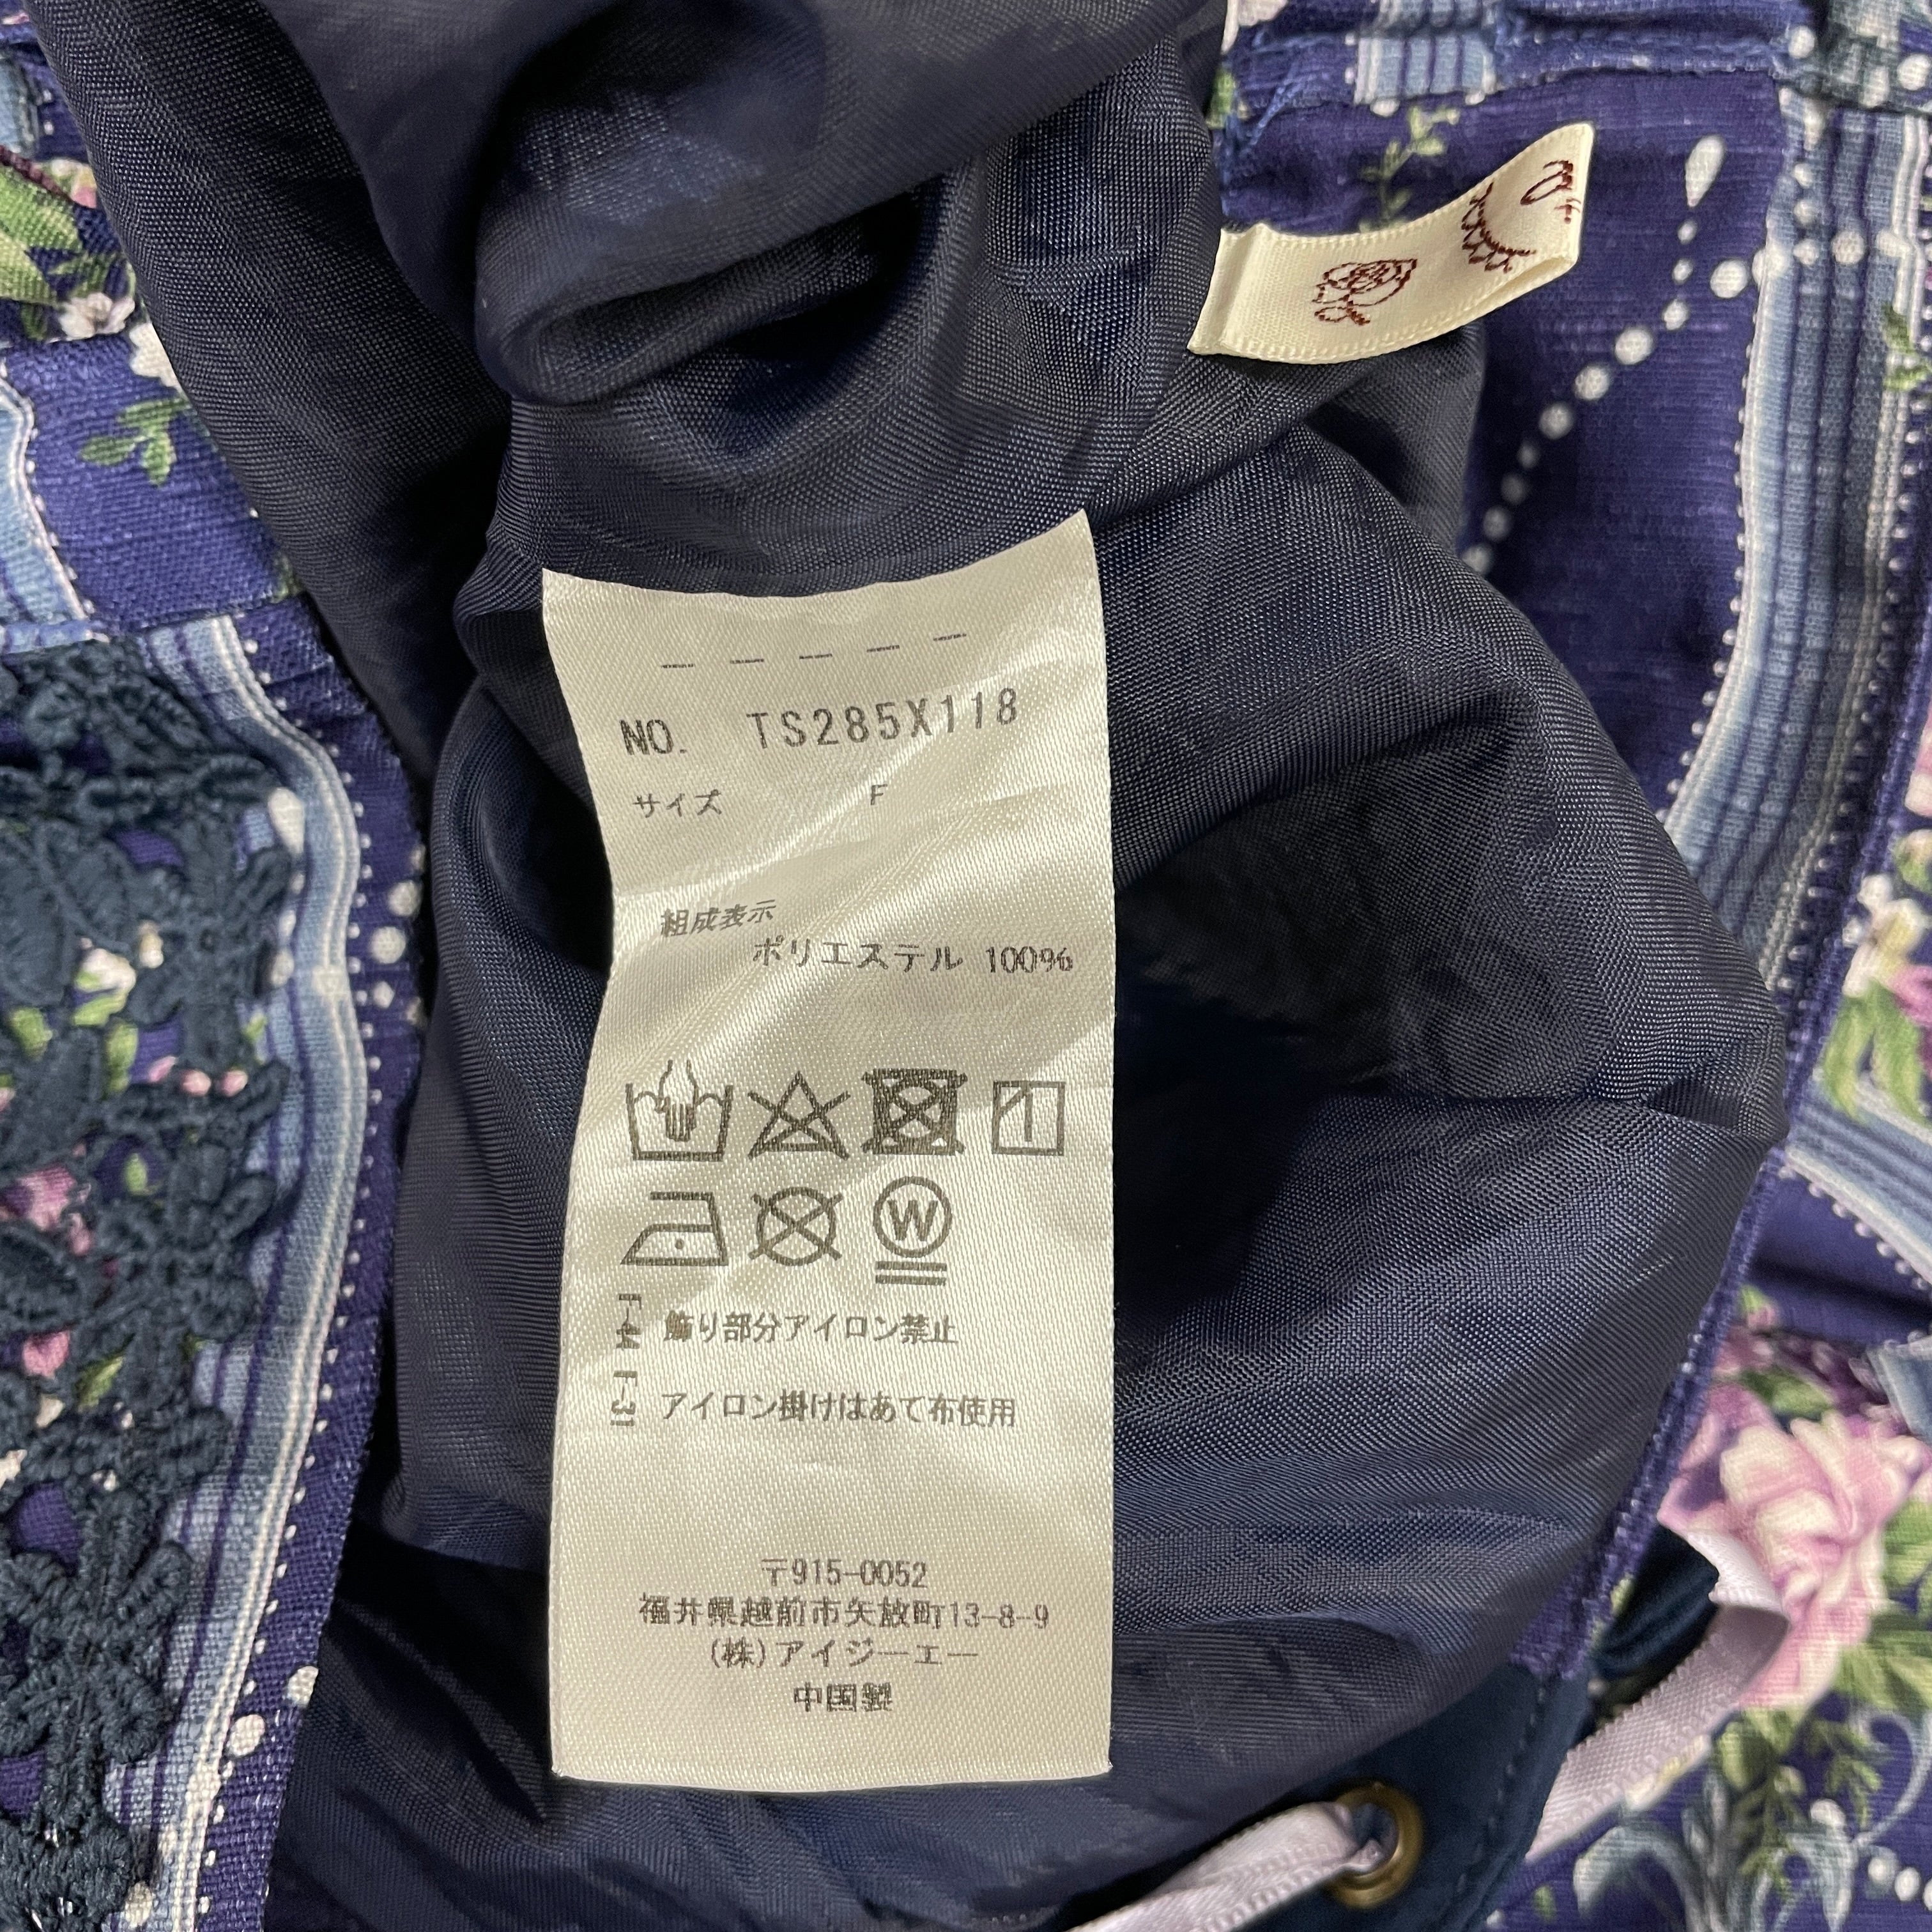 NO. TS285X118
サイズ F
組成表示
ポリエステル 100%
1
W
F-44 飾り部分アイロン禁止
F-31 アイロン掛けはあて布使用
〒915-0052
福井県越前市矢放町13-8-9
(株)アイジーエー
中国製